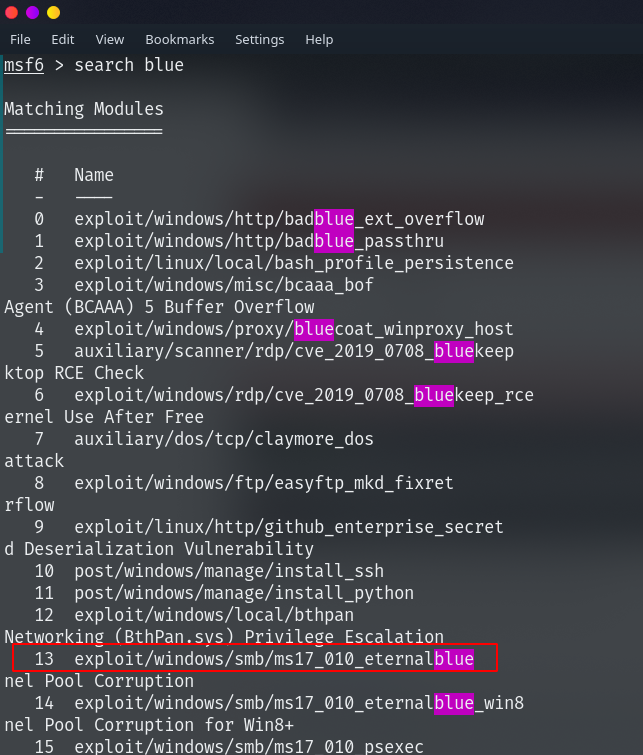 File Edit View Bookmarks Settings Help
msf6 > search blue
Matching Modules
================
# Name
- ----
0 exploit/windows/http/badblue_ext_overflow
1 exploit/windows/http/badblue_passthru
2 exploit/linux/local/bash_profile_persistence
3 exploit/windows/misc/bcaaa_bof
Agent (BCAAA) 5 Buffer Overflow
4 exploit/windows/proxy/bluecoat_winproxy_host
5 auxiliary/scanner/rdp/cve_2019_0708_bluekeep
ktop RCE Check
6 exploit/windows/rdp/cve_2019_0708_bluekeep_rce
ernel Use After Free
7 auxiliary/dos/tcp/claymore_dos
attack
8 exploit/windows/ftp/easyftp_mkd_fixret
rflow
9 exploit/linux/http/github_enterprise_secret
d Deserialization Vulnerability
10 post/windows/manage/install_ssh
11 post/windows/manage/install_python
12 exploit/windows/local/bthpan
Networking (BthPan.sys) Privilege Escalation
13 exploit/windows/smb/ms17_010_eternalblue
nel Pool Corruption
14 exploit/windows/smb/ms17_010_eternalblue_win8
nel Pool Corruption for Win8+
15 exploit/windows/smb/ms17_010_psexec